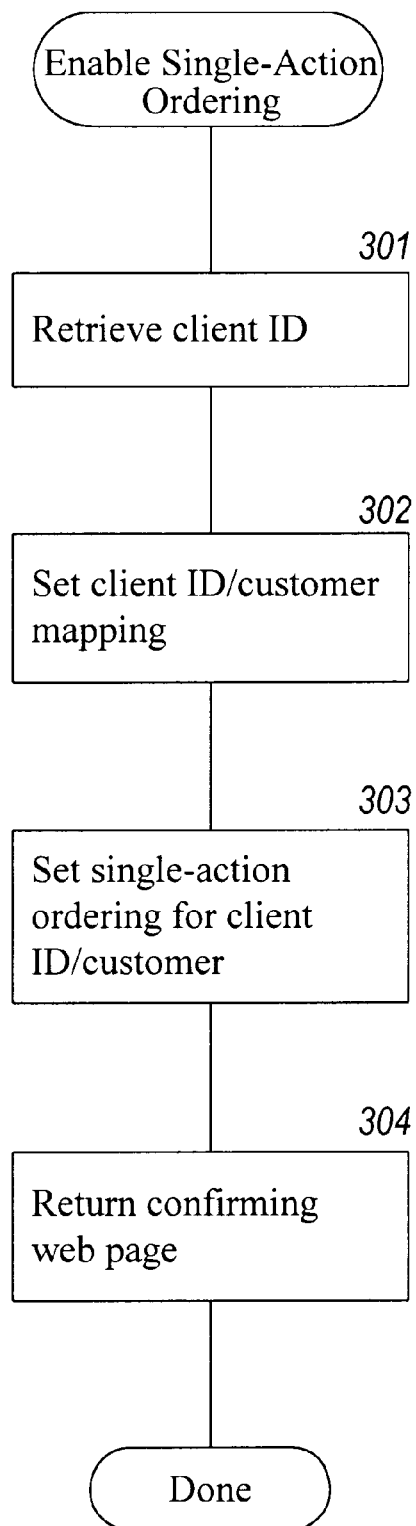 Enable Single-Action
Ordering
301
Retrieve client ID
302
Set client ID/customer
mapping
303
Set single-action
ordering for client
ID/customer
304
Return confirming
web page
Done